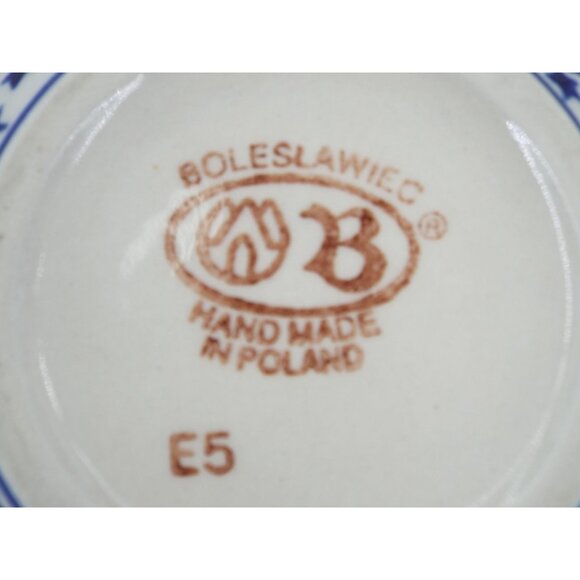 BOLESLAWIEC
B ®
HAND MADE
IN POLAND
E5